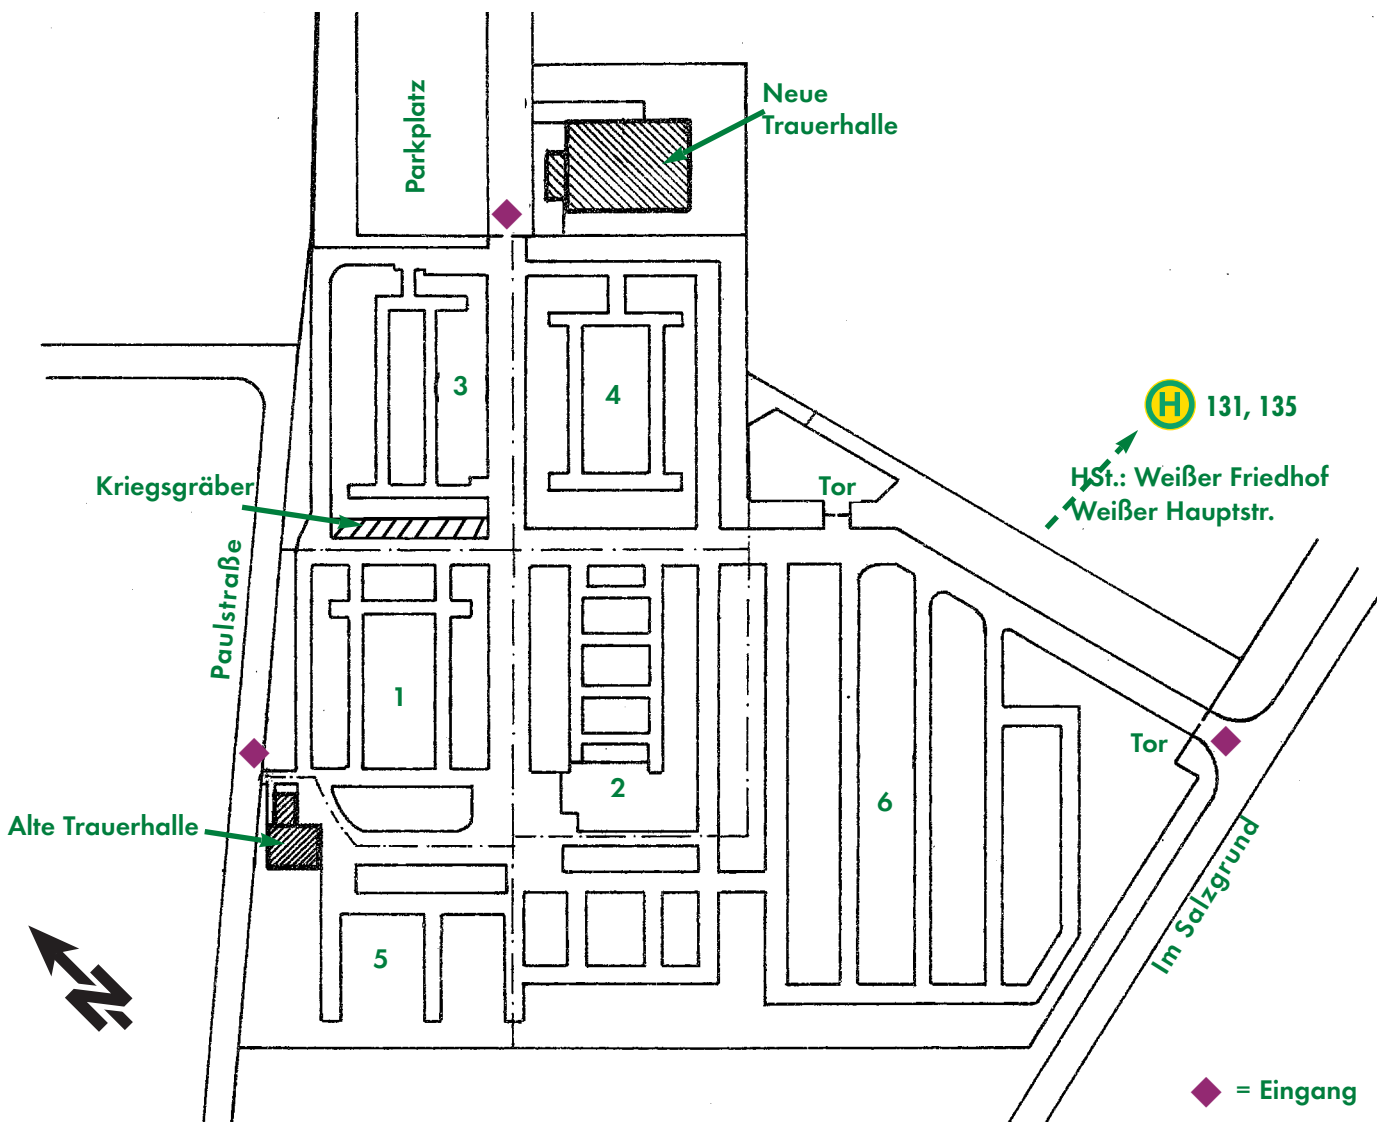 Neue
Trauerhalle
Parkplatz
3
4
H 131, 135
HSt.: Weißer Friedhof
Weißer Hauptstr.
Kriegsgräber
Tor
Paulstraße
1
Tor
2
6
Alte Trauerhalle
Im Salzgrund
5
N
= Eingang